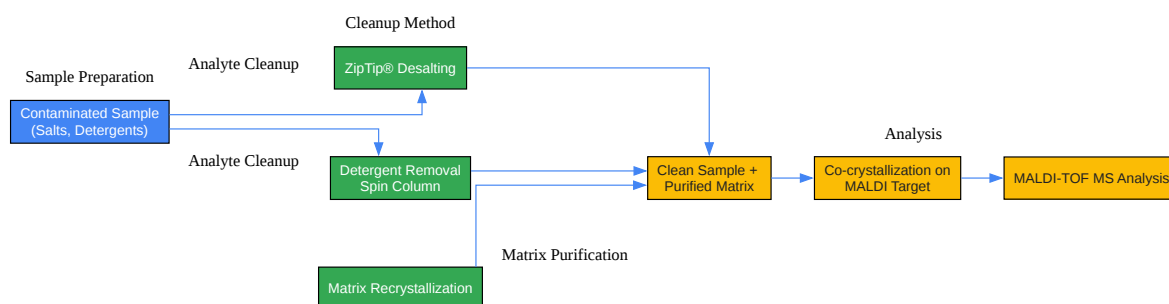 Cleanup Method
Analyte Cleanup
ZipTip® Desalting
Sample Preparation
Contaminated Sample
(Salts, Detergents)
Analyte Cleanup
Detergent Removal
Spin Column
Matrix Recrystallization
Matrix Purification
Clean Sample +
Purified Matrix
Analysis
Co-crystallization on
MALDI Target
MALDI-TOF MS Analysis